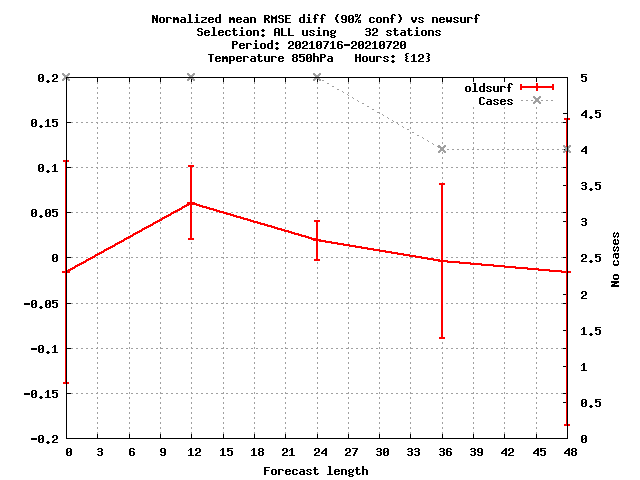 Normalized mean RMSE diff (90% conf) vs newsurf
Selection: ALL using    32 stations
Period: 20210716-20210720
Temperature 850hPa   Hours: {12}
oldsurf
Cases
0.2
0.15
0.1
0.05
0
-0.05
-0.1
-0.15
-0.2
5
4.5
4
3.5
3
2.5
2
1.5
1
0.5
0
No cases
0 3 6 9 12 15 18 21 24 27 30 33 36 39 42 45 48
Forecast length